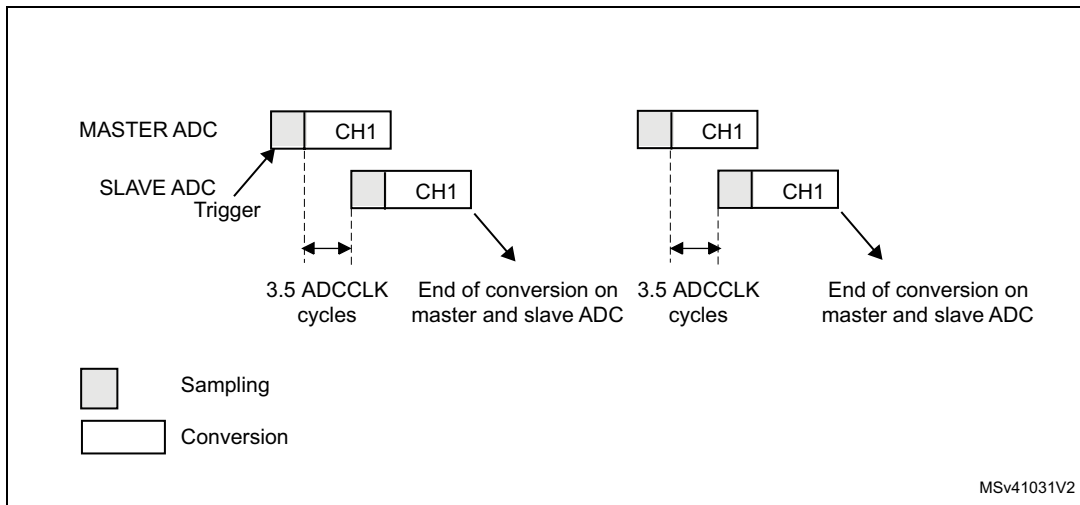 MASTER ADC
CH1
CH1
SLAVE ADC
CH1
CH1
Trigger
3.5 ADCCLK
cycles
End of conversion on
master and slave ADC
3.5 ADCCLK
cycles
End of conversion on
master and slave ADC
Sampling
Conversion
MSv41031V2